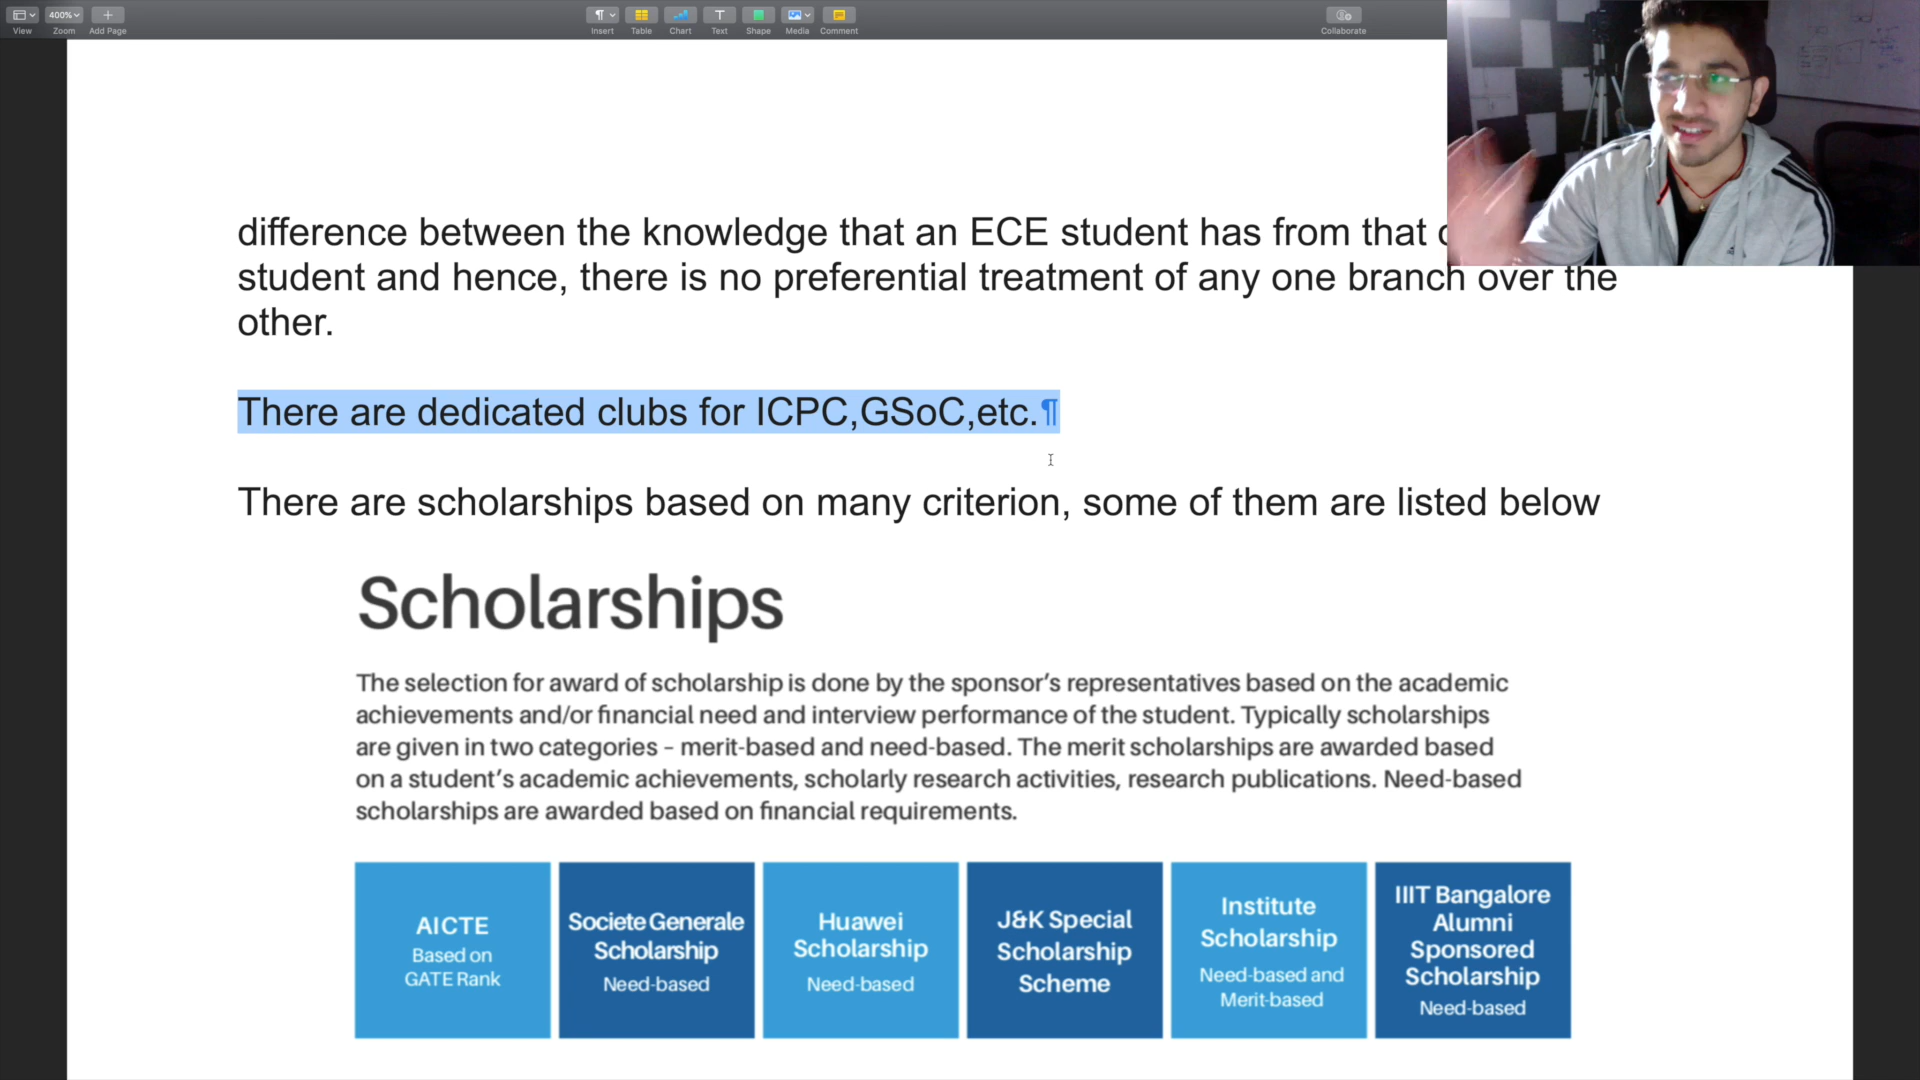 400%
View
Zoom
Add Page
Insert
Table
Chart
Text
Shape
Media
Comment
Collaborate
difference between the knowledge that an ECE student has from that
student and hence, there is no preferential treatment of any one branch over the
other.
There are dedicated clubs for ICPC,GSoC,etc.¶
There are scholarships based on many criterion, some of them are listed below
Scholarships
The selection for award of scholarship is done by the sponsor's representatives based on the academic
achievements and/or financial need and interview performance of the student. Typically scholarships
are given in two categories – merit-based and need-based. The merit scholarships are awarded based
on a student's academic achievements, scholarly research activities, research publications. Need-based
scholarships are awarded based on financial requirements.
AICTE
Based on
GATE Rank
Societe Generale
Scholarship
Need-based
Huawei
Scholarship
Need-based
J&K Special
Scholarship
Scheme
Institute
Scholarship
Need-based and
Merit-based
IIIT Bangalore
Alumni
Sponsored
Scholarship
Need-based